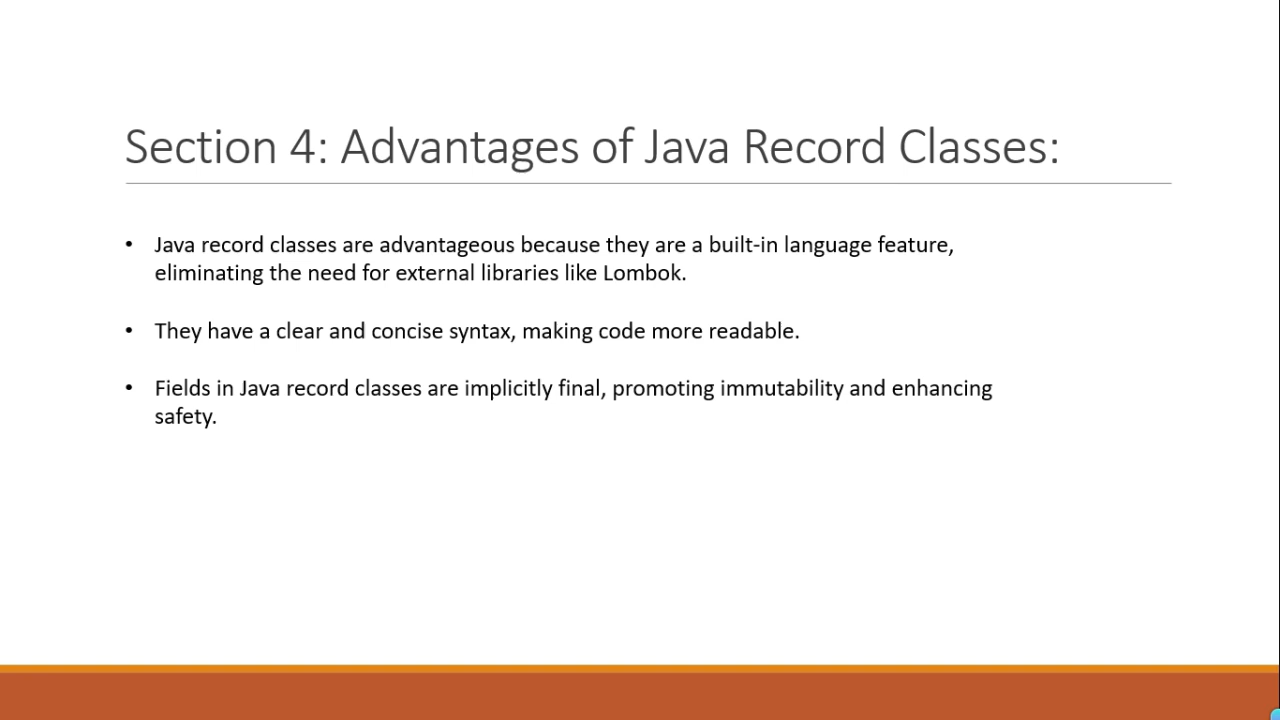 Section 4: Advantages of Java Record Classes:
• Java record classes are advantageous because they are a built-in language feature,
eliminating the need for external libraries like Lombok.
• They have a clear and concise syntax, making code more readable.
• Fields in Java record classes are implicitly final, promoting immutability and enhancing
safety.